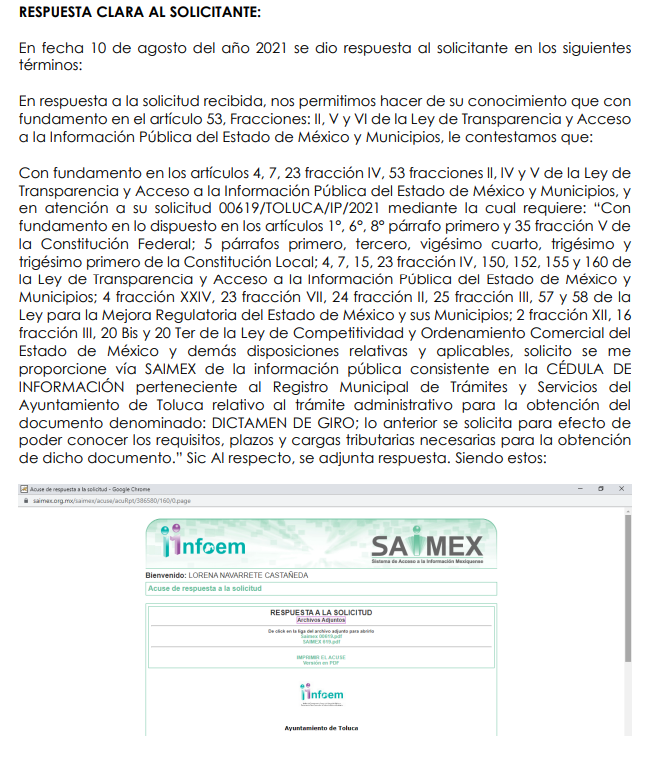 RESPUESTA CLARA AL SOLICITANTE:
En fecha 10 de agosto del año 2021 se dio respuesta al solicitante en los siguientes
términos:
En respuesta a la solicitud recibida, nos permitimos hacer de su conocimiento que con
fundamento en el artículo 53, Fracciones: II, V y VI de la Ley de Transparencia y Acceso
a la Información Pública del Estado de México y Municipios, le contestamos que:
Con fundamento en los artículos 4, 7, 23 fracción IV, 53 fracciones II, IV y V de la Ley de
Transparencia y Acceso a la Información Pública del Estado de México y Municipios, y
en atención a su solicitud 00619/TOLUCA/IP/2021 mediante la cual requiere: “Con
fundamento en lo dispuesto en los artículos 1°, 6°, 8° párrafo primero y 35 fracción V de
la Constitución Federal; 5 párrafos primero, tercero, vigésimo cuarto, trigésimo y
trigésimo primero de la Constitución Local; 4, 7, 15, 23 fracción IV, 150, 152, 155 y 160 de
la Ley de Transparencia y Acceso a la Información Pública del Estado de México y
Municipios; 4 fracción XXIV, 23 fracción VII, 24 fracción II, 25 fracción III, 57 y 58 de la
Ley para la Mejora Regulatoria del Estado de México y sus Municipios; 2 fracción XII, 16
fracción III, 20 Bis y 20 Ter de la Ley de Competitividad y Ordenamiento Comercial del
Estado de México y demás disposiciones relativas y aplicables, solicito se me
proporcione vía SAIMEX de la información pública consistente en la CÉDULA DE
INFORMACIÓN perteneciente al Registro Municipal de Trámites y Servicios del
Ayuntamiento de Toluca relativo al trámite administrativo para la obtención del
documento denominado: DICTAMEN DE GIRO; lo anterior se solicita para efecto de
poder conocer los requisitos, plazos y cargas tributarias necesarias para la obtención
de dicho documento.” Sic Al respecto, se adjunta respuesta. Siendo estos:
Acuse de respuesta a la solicitud - Google Chrome
saimex.org.mx/saimex/acuse/acuRpt/386580/160/0.page
infoem
SAIMEX
Sistema de Acceso a la Información Mexiquense
Bienvenido: LORENA NAVARRETE CASTAÑEDA
Acuse de respuesta a la solicitud
RESPUESTA A LA SOLICITUD
Archivos Adjuntos
De click en la liga del archivo adjunto para abrirlo
Saimex 00619.pdf
SAIMEX 619.pdf
IMPRIMIR EL ACUSE
Versión en PDF
infoem
Ayuntamiento de Toluca